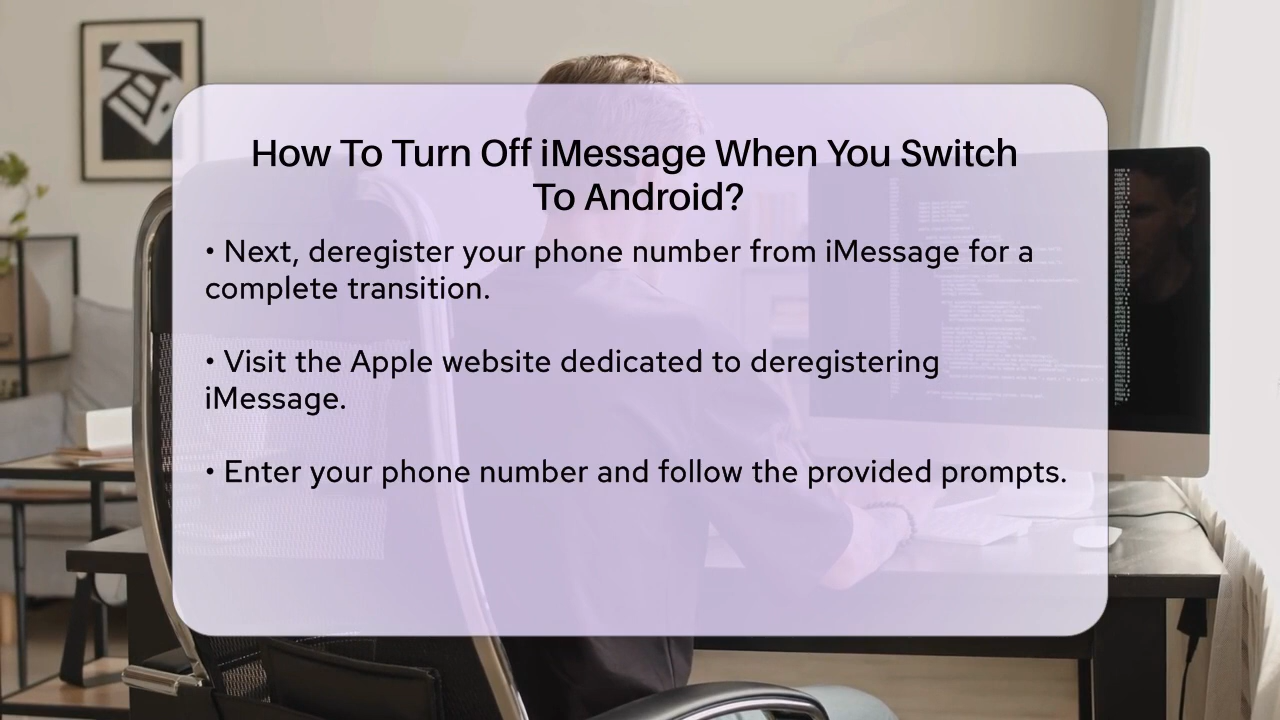 How To Turn Off iMessage When You Switch
To Android?
• Next, deregister your phone number from iMessage for a
complete transition.
• Visit the Apple website dedicated to deregistering
iMessage.
• Enter your phone number and follow the provided prompts.